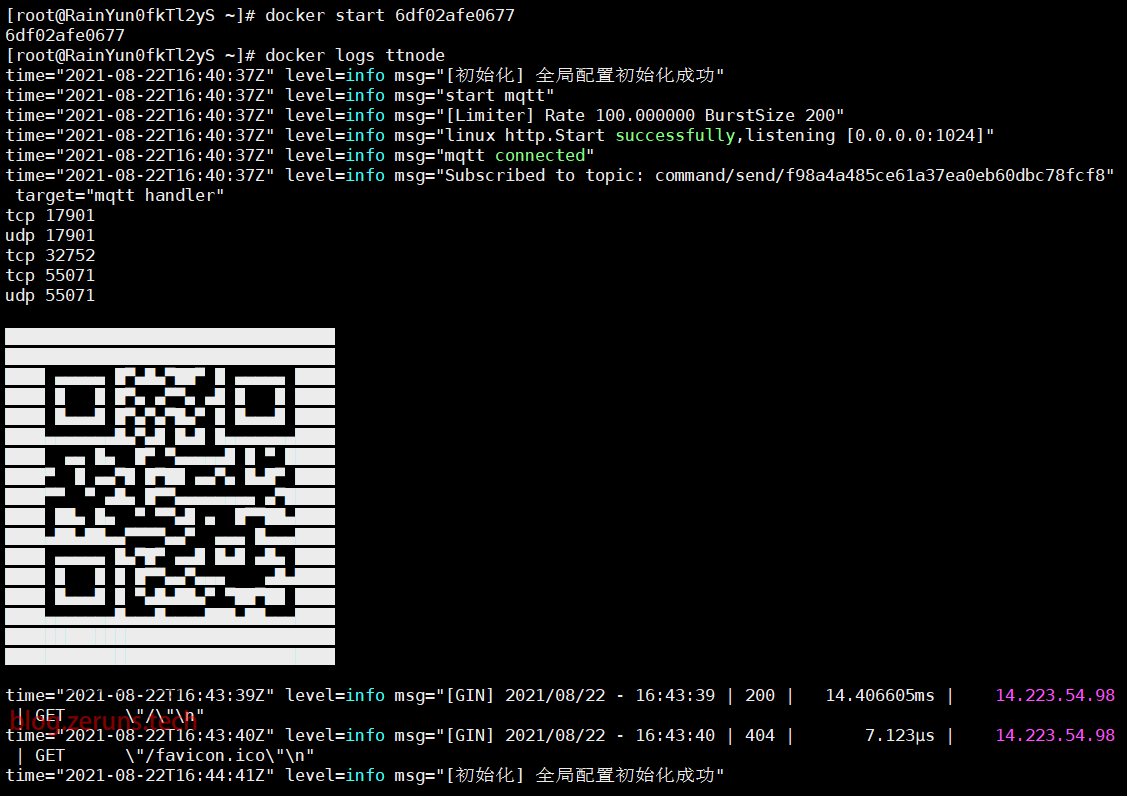 [root@RainYun0fkTl2yS ~]# docker start 6df02afe0677
6df02afe0677
[root@RainYun0fkTl2yS ~]# docker logs ttnode
time="2021-08-22T16:40:37Z" level=info msg="[初始化] 全局配置初始化成功"
time="2021-08-22T16:40:37Z" level=info msg="start mqtt"
time="2021-08-22T16:40:37Z" level=info msg="[Limiter] Rate 100.000000 BurstSize 200"
time="2021-08-22T16:40:37Z" level=info msg="linux http.Start successfully,listening [0.0.0.0:1024]"
time="2021-08-22T16:40:37Z" level=info msg="mqtt connected"
time="2021-08-22T16:40:37Z" level=info msg="Subscribed to topic: command/send/f98a4a485ce61a37ea0eb60dbc78fcf8"
target="mqtt handler"
tcp 17901
udp 17901
tcp 32752
tcp 55071
udp 55071
time="2021-08-22T16:43:39Z" level=info msg="[GIN] 2021/08/22 - 16:43:39 | 200 |   14.406605ms |    14.223.54.98
| GET      \"/\"\n"
blog.zeruns.tech
time="2021-08-22T16:43:40Z" level=info msg="[GIN] 2021/08/22 - 16:43:40 | 404 |       7.123µs |    14.223.54.98
| GET      \"/favicon.ico\"\n"
time="2021-08-22T16:44:41Z" level=info msg="[初始化] 全局配置初始化成功"